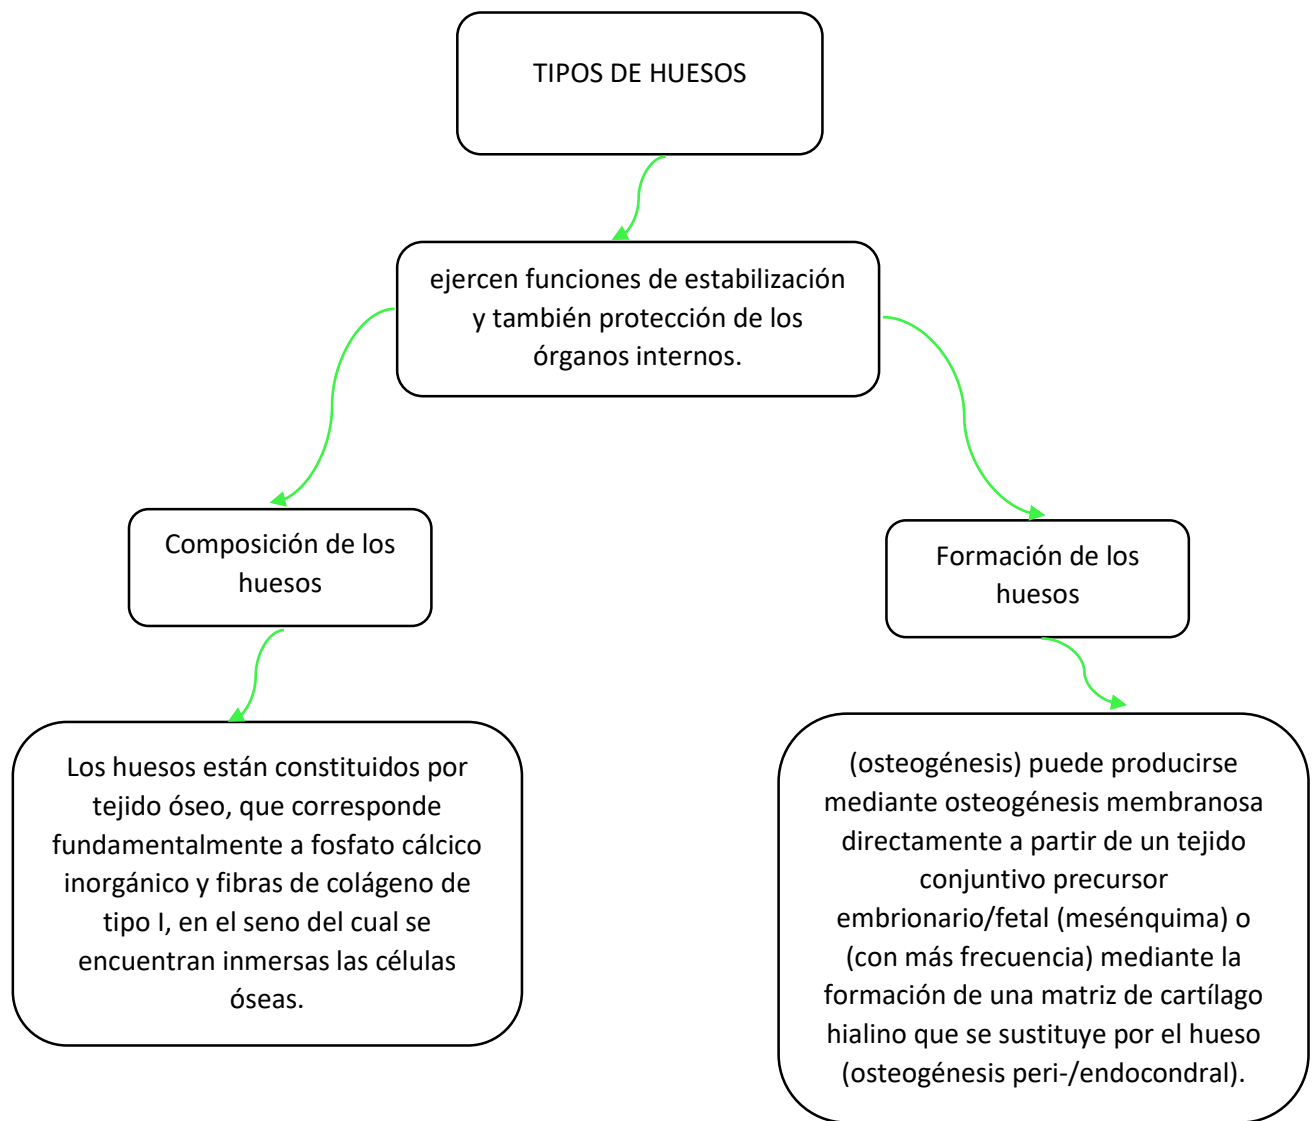 TIPOS DE HUESOS
ejercen funciones de estabilización
y también protección de los
órganos internos.
Composición de los
huesos
Formación de los
huesos
Los huesos están constituidos por
tejido óseo, que corresponde
fundamentalmente a fosfato cálcico
inorgánico y fibras de colágeno de
tipo I, en el seno del cual se
encuentran inmersas las células
óseas.
(osteogénesis) puede producirse
mediante osteogénesis membranosa
directamente a partir de un tejido
conjuntivo precursor
embrionario/fetal (mesénquima) o
(con más frecuencia) mediante la
formación de una matriz de cartílago
hialino que se sustituye por el hueso
(osteogénesis peri-/endocondral).